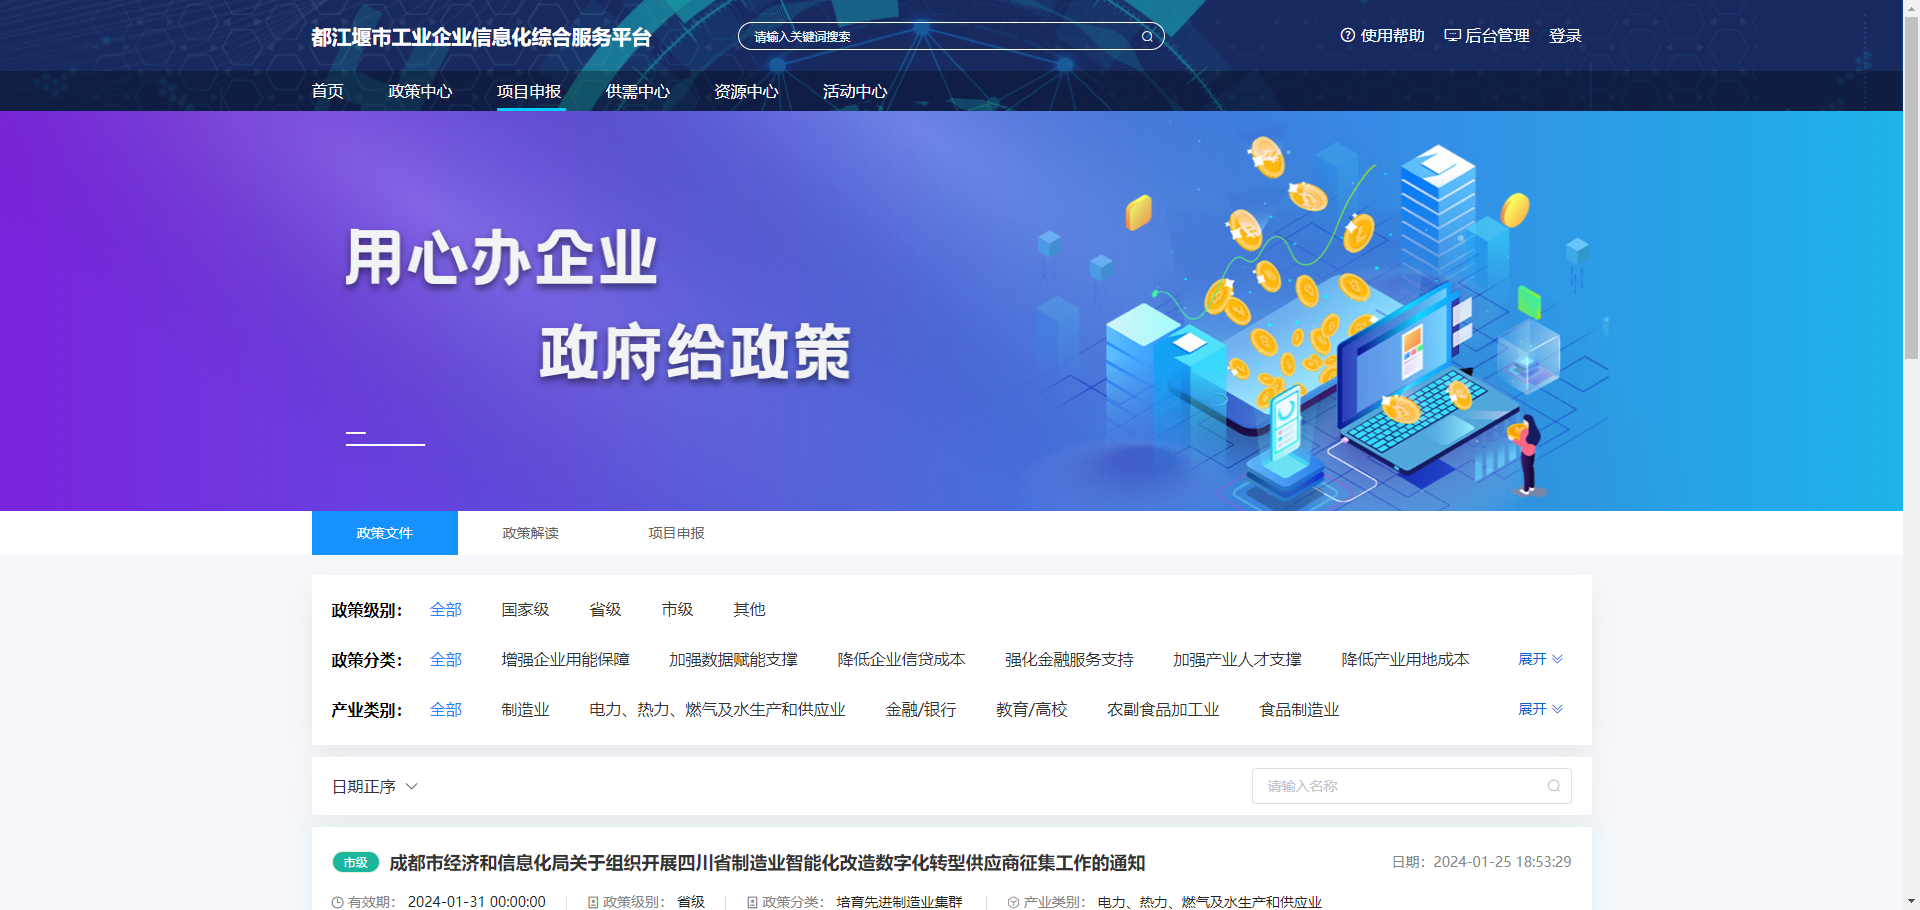 都江堰市工业企业信息化综合服务平台
请输入关键词搜索
使用帮助 后台管理 登录
首页 政策中心 项目申报 供需中心 资源中心 活动中心
用心办企业
政府给政策
政策文件 政策解读 项目申报
政策级别： 全部 国家级 省级 市级 其他
政策分类： 全部 增强企业用能保障 加强数据赋能支撑 降低企业信贷成本 强化金融服务支持 加强产业人才支撑 降低产业用地成本 展开
产业类别： 全部 制造业 电力、热力、燃气及水生产和供应业 金融/银行 教育/高校 农副食品加工业 食品制造业 展开
日期正序 请输入名称
市级 成都市经济和信息化局关于组织开展四川省制造业智能化改造数字化转型供应商征集工作的通知 日期：2024-01-25 18:53:29
有效期： 2024-01-31 00:00:00 政策级别： 省级 政策分类： 培育先进制造业集群 产业类别： 电力、热力、燃气及水生产和供应业